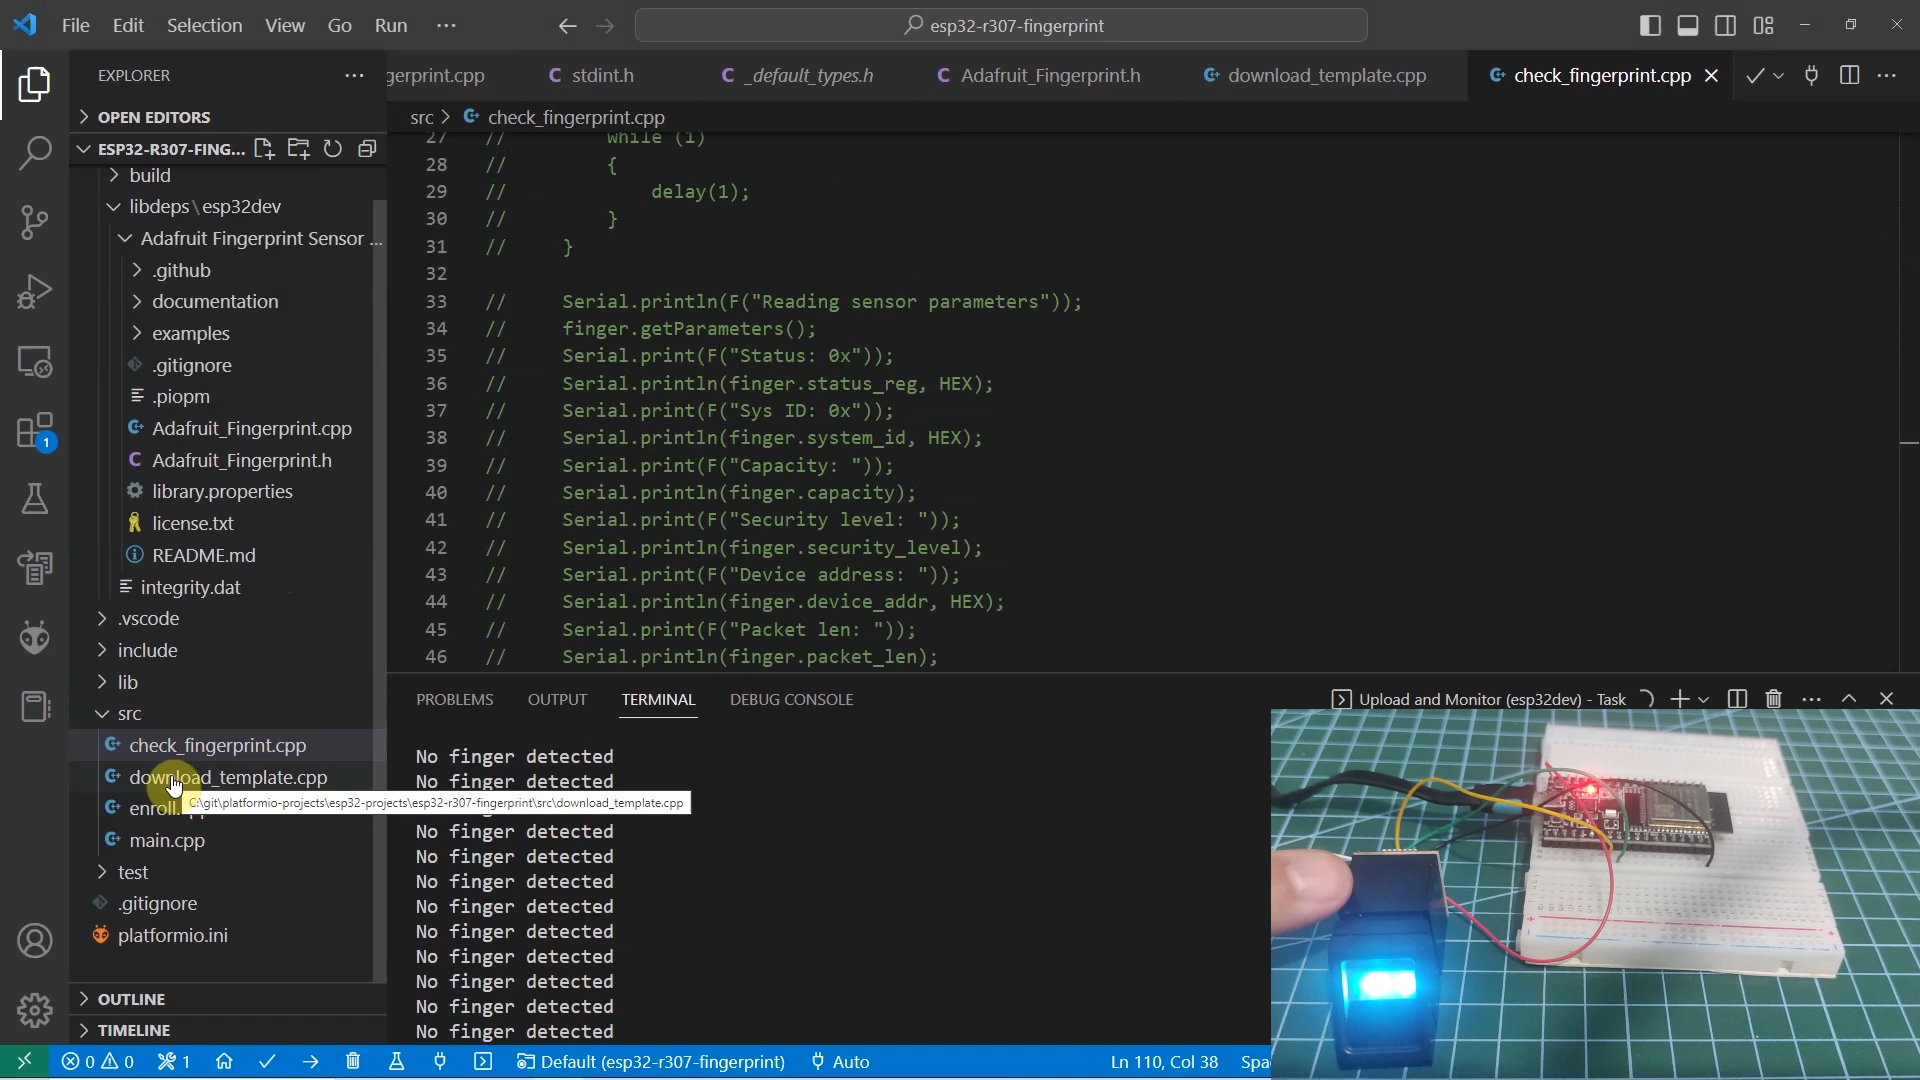 File Edit Selection View Go Run ···
esp32-r307-fingerprint
EXPLORER
gerprint.cpp
stdint.h
_default_types.h
Adafruit_Fingerprint.h
download_template.cpp
check_fingerprint.cpp
OPEN EDITORS
src > check_fingerprint.cpp
ESP32-R307-FING...
build
libdeps\esp32dev
Adafruit Fingerprint Sensor ...
.github
documentation
examples
.gitignore
.piopm
Adafruit_Fingerprint.cpp
Adafruit_Fingerprint.h
library.properties
license.txt
README.md
integrity.dat
.vscode
include
lib
src
check_fingerprint.cpp
download_template.cpp
C:\git\platformio-projects\esp32-projects\esp32-r307-fingerprint\src\download_template.cpp
main.cpp
test
.gitignore
platformio.ini
OUTLINE
TIMELINE
27 // while (1)
28 // {
29 // delay(1);
30 // }
31 // }
32
33 // Serial.println(F("Reading sensor parameters"));
34 // finger.getParameters();
35 // Serial.print(F("Status: 0x"));
36 // Serial.println(finger.status_reg, HEX);
37 // Serial.print(F("Sys ID: 0x"));
38 // Serial.println(finger.system_id, HEX);
39 // Serial.print(F("Capacity: "));
40 // Serial.println(finger.capacity);
41 // Serial.print(F("Security level: "));
42 // Serial.println(finger.security_level);
43 // Serial.print(F("Device address: "));
44 // Serial.println(finger.device_addr, HEX);
45 // Serial.print(F("Packet len: "));
46 // Serial.println(finger.packet_len);
PROBLEMS OUTPUT TERMINAL DEBUG CONSOLE
Upload and Monitor (esp32dev) - Task
No finger detected
No finger detected
No finger detected
No finger detected
No finger detected
No finger detected
No finger detected
No finger detected
No finger detected
No finger detected
No finger detected
1
0 0 1
Default (esp32-r307-fingerprint)
Auto
Ln 110, Col 38